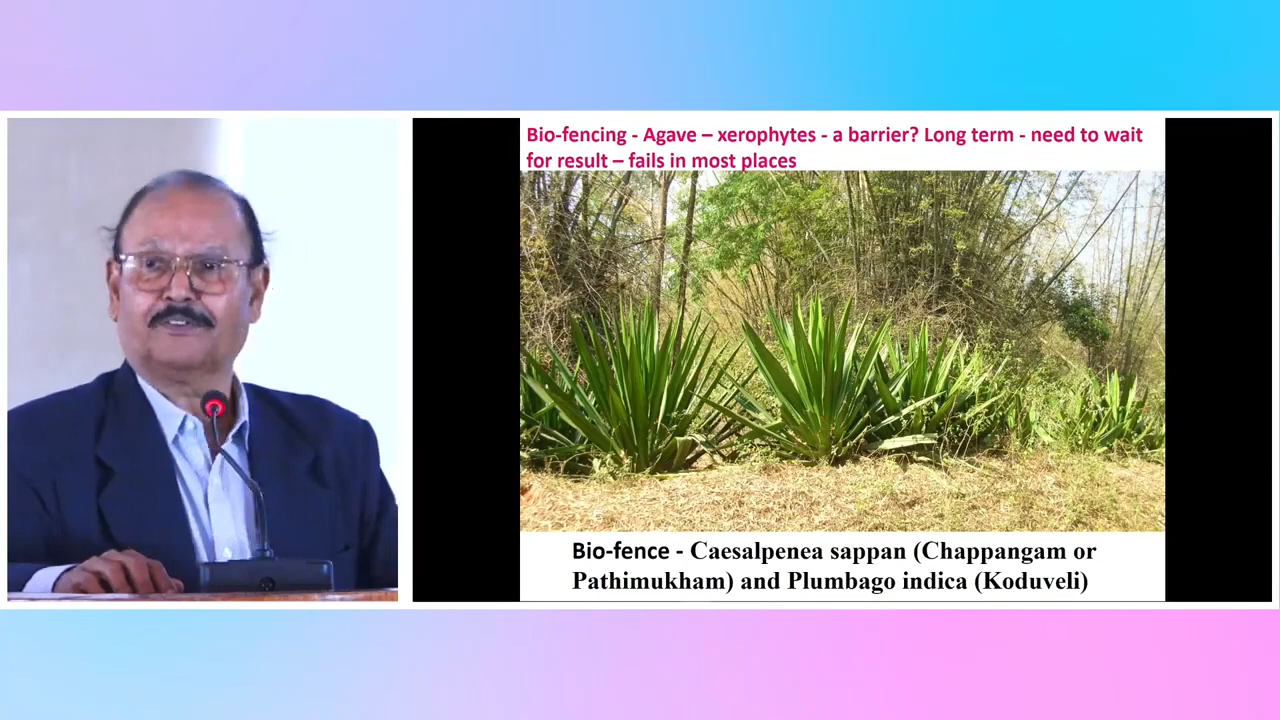 Bio-fencing - Agave – xerophytes - a barrier? Long term - need to wait
for result – fails in most places
Bio-fence - Caesalpenea sappan (Chappangam or
Pathimukham) and Plumbago indica (Koduveli)